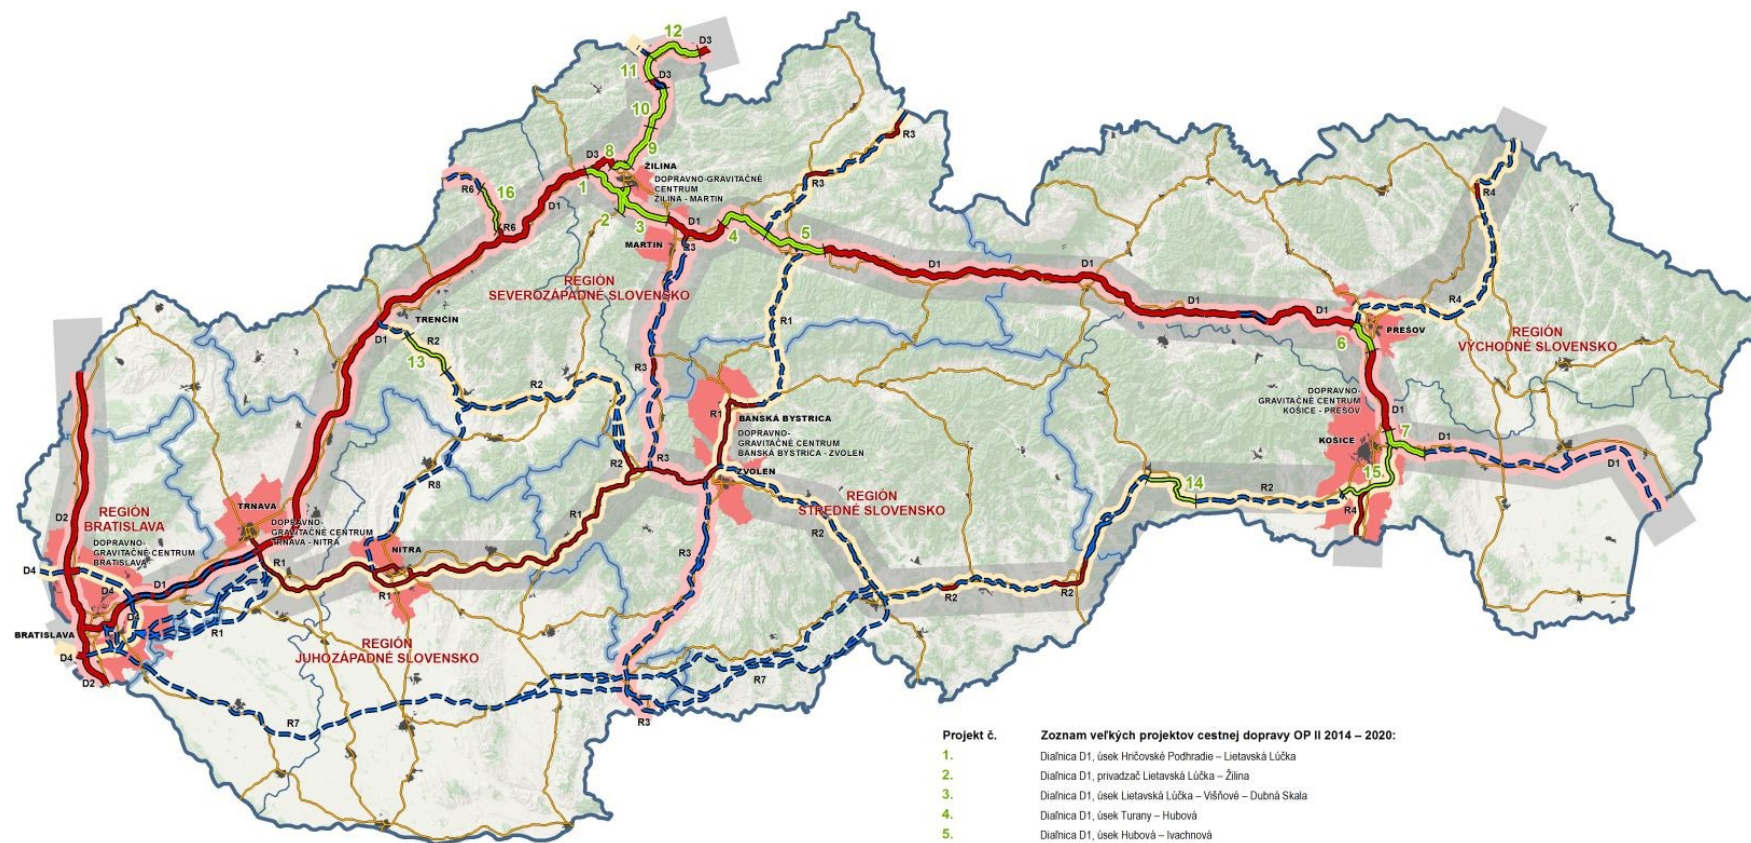 12
D3
11
D3
10
9
8
D3
ŽILINA
DOPRAVNO-GRAVITAČNÉ
CENTRUM
ŽILINA - MARTIN
1
2
3
D1
R3
R3
R3
R4
16
R6
R6
D1
MARTIN
4
5
REGIÓN
SEVEROZÁPADNÉ SLOVENSKO
D1
D1
D1
D1
R4
6
PREŠOV
REGIÓN
VÝCHODNÉ SLOVENSKO
TRENČÍN
D1
R2
13
R1
R3
R2
R1
BANSKÁ BYSTRICA
DOPRAVNO-
GRAVITAČNÉ CENTRUM
BANSKÁ BYSTRICA - ZVOLEN
DOPRAVNO-
GRAVITAČNÉ CENTRUM
KOŠICE - PREŠOV
D1
7
KOŠICE
D1
D1
15
R2
R3
ZVOLEN
R8
14
R2
R4
REGIÓN
STREDNÉ SLOVENSKO
TRNAVA
DOPRAVNO-
GRAVITAČNÉ CENTRUM
TRNAVA - NITRA
D2
REGIÓN
BRATISLAVA
DOPRAVNO-
GRAVITAČNÉ CENTRUM
BRATISLAVA
R1
R2
NITRA
R3
R1
D4
D1
R1
D4
D4
R1
R2
R2
BRATISLAVA
D4
D2
REGIÓN
JUHOZÁPADNÉ SLOVENSKO
R7
R7
R3
Projekt č. Zoznam veľkých projektov cestnej dopravy OP II 2014 – 2020:
1. Diaľnica D1, úsek Hričovské Podhradie – Lietavská Lúčka
2. Diaľnica D1, privádzač Lietavská Lúčka – Žilina
3. Diaľnica D1, úsek Lietavská Lúčka – Višňové – Dubná Skala
4. Diaľnica D1, úsek Turany – Hubová
5. Diaľnica D1, úsek Hubová – Ivachnová